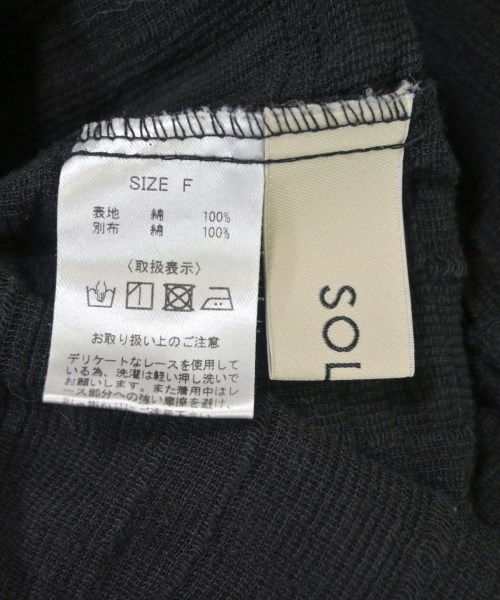 SIZE F
表地 綿 100%
別布 綿 100%
〈取扱表示〉
お取り扱い上のご注意
デリケートなレースを使用して
いる為、洗濯は軽い押し洗いで
お願いします。また着用中はレ
ース部分への強い摩擦を避け、
LOS